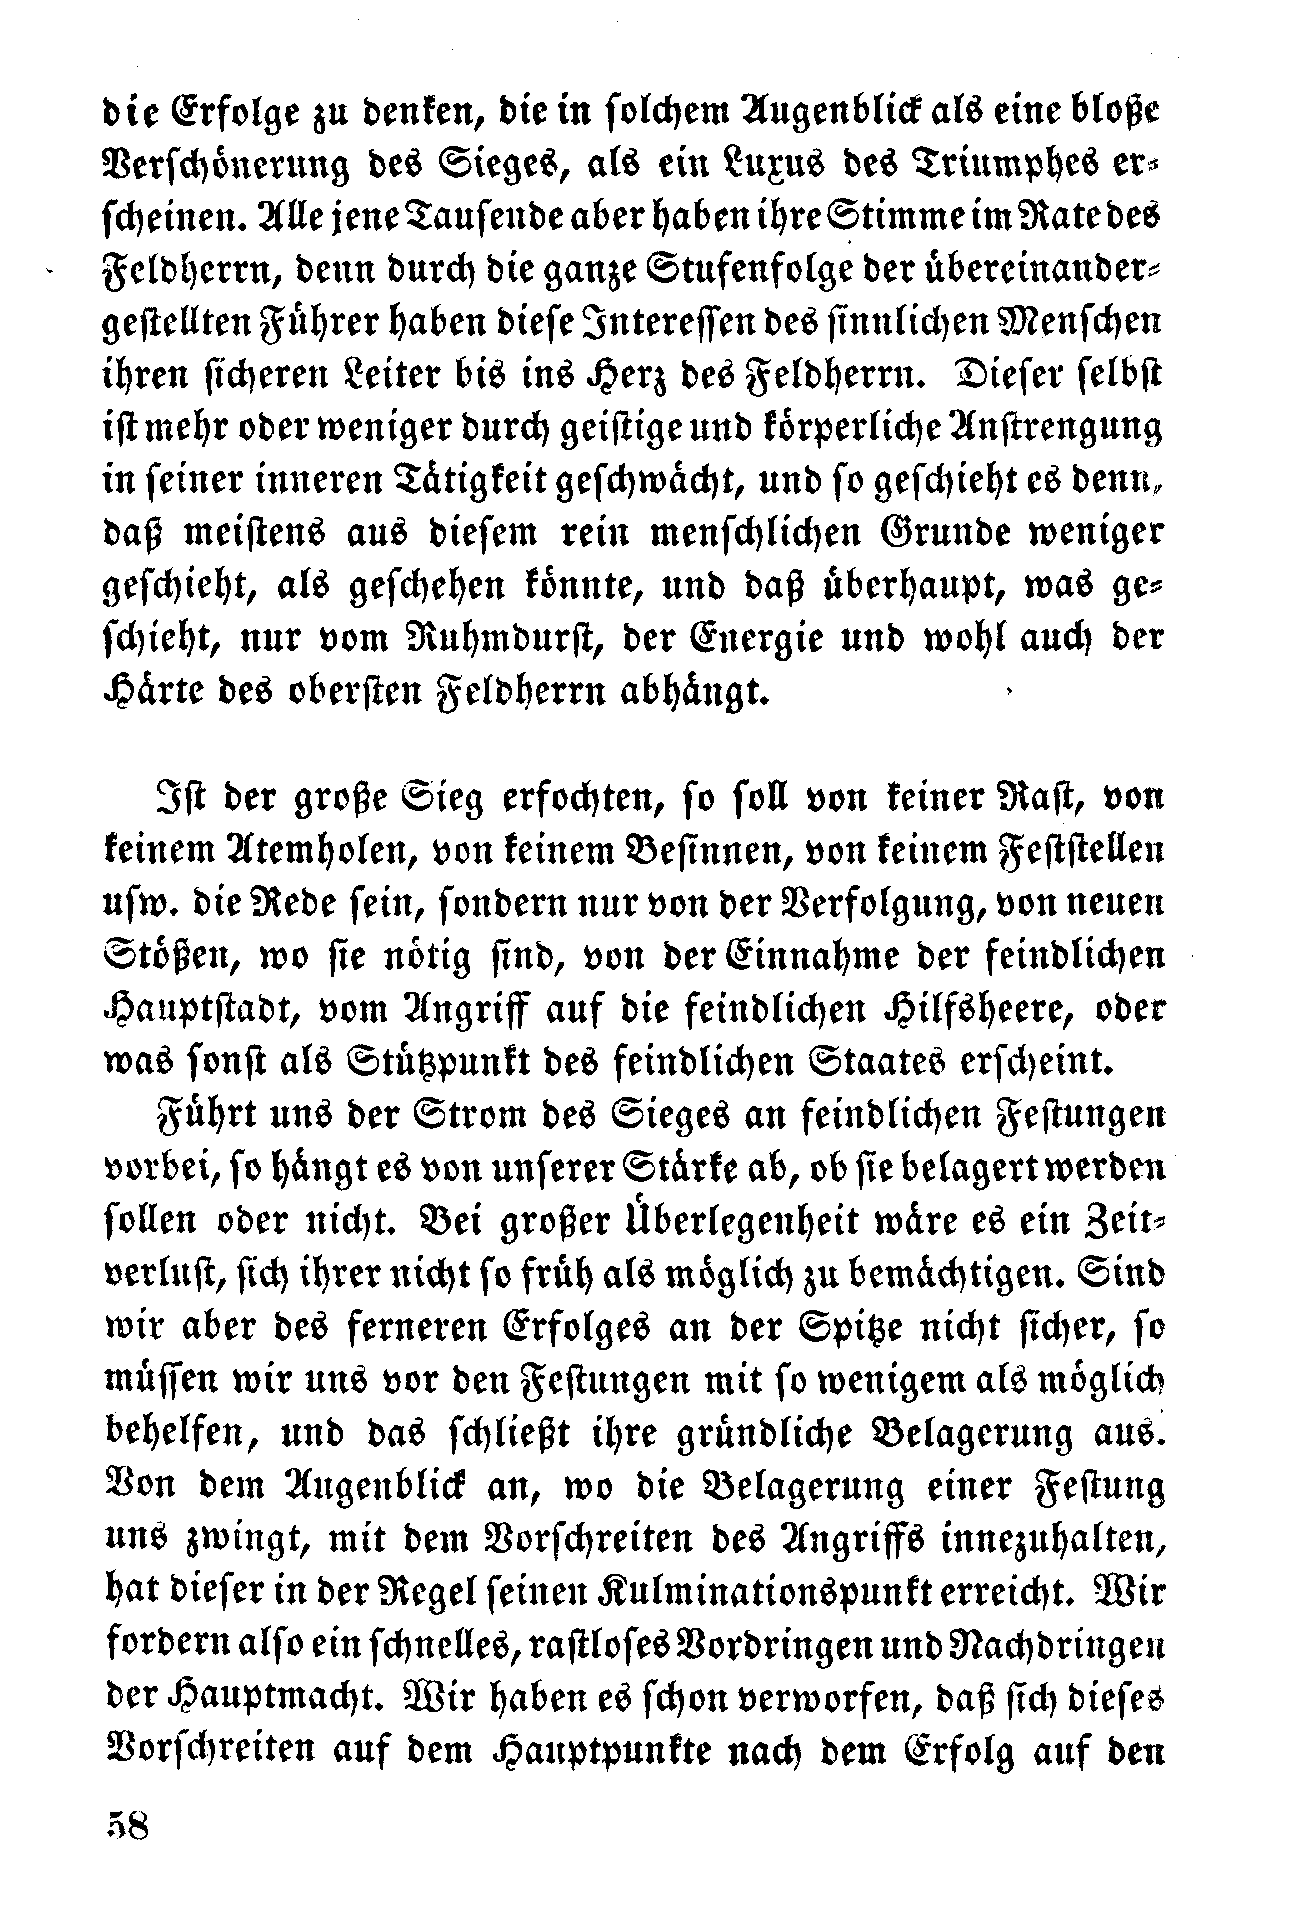 die Erfolge zu denken, die in solchem Augenblick als eine bloße
Verschönerung des Sieges, als ein Luxus des Triumphes er-
scheinen. Alle jene Tausende aber haben ihre Stimme im Rate des
Feldherrn, denn durch die ganze Stufenfolge der übereinander-
gestellten Führer haben diese Interessen des sinnlichen Menschen
ihren sicheren Leiter bis ins Herz des Feldherrn. Dieser selbst
ist mehr oder weniger durch geistige und körperliche Anstrengung
in seiner inneren Tätigkeit geschwächt, und so geschieht es denn,
daß meistens aus diesem rein menschlichen Grunde weniger
geschieht, als geschehen könnte, und daß überhaupt, was ge-
schieht, nur vom Ruhmdurst, der Energie und wohl auch der
Härte des obersten Feldherrn abhängt.
Ist der große Sieg erfochten, so soll von keiner Rast, von
keinem Atemholen, von keinem Besinnen, von keinem Feststellen
usw. die Rede sein, sondern nur von der Verfolgung, von neuen
Stößen, wo sie nötig sind, von der Einnahme der feindlichen
Hauptstadt, vom Angriff auf die feindlichen Hilfsheere, oder
was sonst als Stützpunkt des feindlichen Staates erscheint.
Führt uns der Strom des Sieges an feindlichen Festungen
vorbei, so hängt es von unserer Stärke ab, ob sie belagert werden
sollen oder nicht. Bei großer Überlegenheit wäre es ein Zeit-
verlust, sich ihrer nicht so früh als möglich zu bemächtigen. Sind
wir aber des ferneren Erfolges an der Spitze nicht sicher, so
müssen wir uns vor den Festungen mit so wenigem als möglich
behelfen, und das schließt ihre gründliche Belagerung aus.
Von dem Augenblick an, wo die Belagerung einer Festung
uns zwingt, mit dem Vorschreiten des Angriffs innezuhalten,
hat dieser in der Regel seinen Kulminationspunkt erreicht. Wir
fordern also ein schnelles, rastloses Vordringen und Nachdringen
der Hauptmacht. Wir haben es schon verworfen, daß sich dieses
Vorschreiten auf dem Hauptpunkte nach dem Erfolg auf den
58